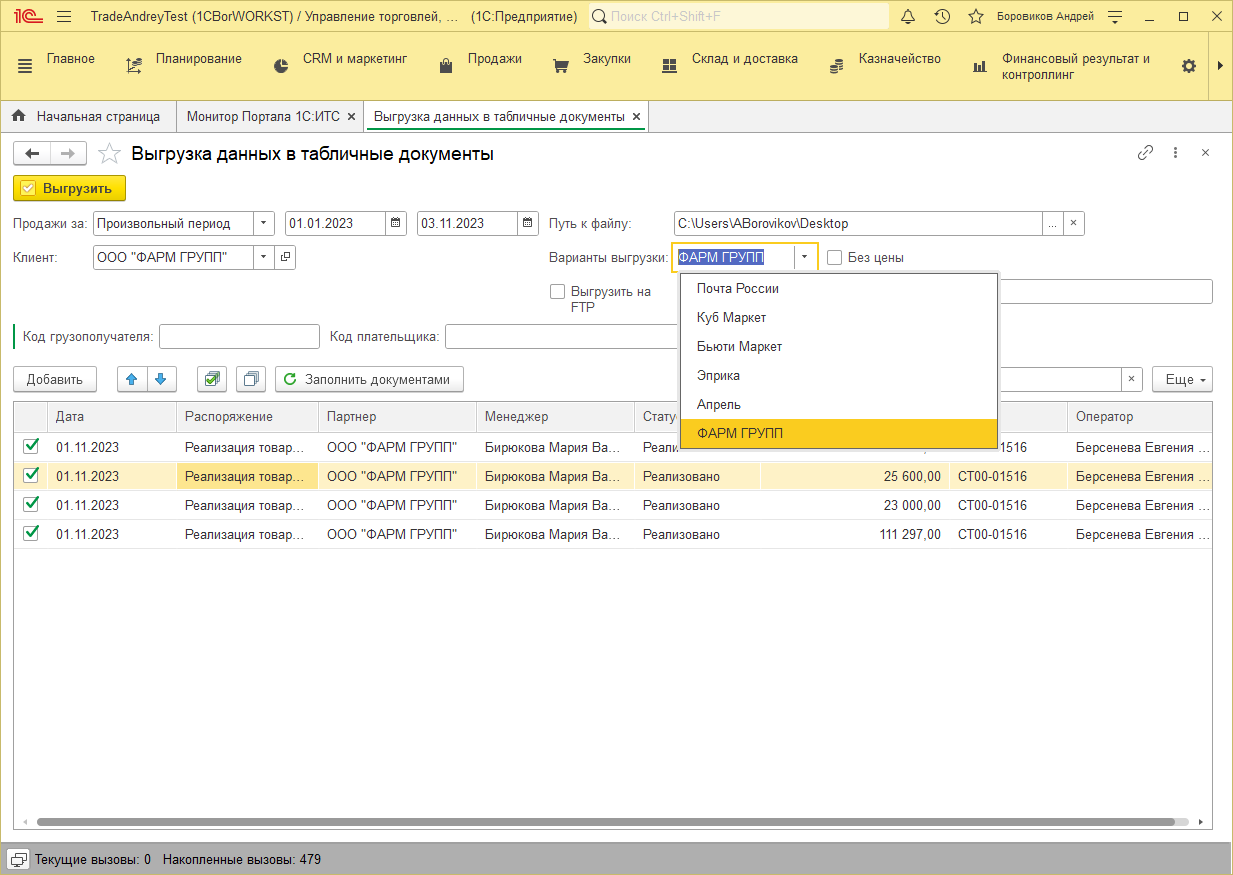 1С TradeAndreyTest (1CBorWORKST) / Управление торговлей, ... (1С:Предприятие) Поиск Ctrl+Shift+F Боровиков Андрей
Главное Планирование CRM и маркетинг Продажи Закупки Склад и доставка Казначейство Финансовый результат и
контроллинг
Начальная страница Монитор Портала 1С:ИТС × Выгрузка данных в табличные документы ×
Выгрузка данных в табличные документы
Выгрузить
Продажи за: Произвольный период 01.01.2023 03.11.2023 Путь к файлу: C:\Users\ABorovikov\Desktop ... ×
Клиент: ООО "ФАРМ ГРУПП" Варианты выгрузки: ФАРМ ГРУПП Без цены
Выгрузить на
FTP
Почта России
Куб Маркет
Бьюти Маркет
Эприка
Апрель
ФАРМ ГРУПП
Код грузополучателя: Код плательщика:
Добавить Заполнить документами × Еще
Дата Распоряжение Партнер Менеджер Стату Оператор
01.11.2023 Реализация товар... ООО "ФАРМ ГРУПП" Бирюкова Мария Ва... Реализовано 01516 Берсенева Евгения ...
01.11.2023 Реализация товар... ООО "ФАРМ ГРУПП" Бирюкова Мария Ва... Реализовано 25 600,00 СТ00-01516 Берсенева Евгения ...
01.11.2023 Реализация товар... ООО "ФАРМ ГРУПП" Бирюкова Мария Ва... Реализовано 23 000,00 СТ00-01516 Берсенева Евгения ...
01.11.2023 Реализация товар... ООО "ФАРМ ГРУПП" Бирюкова Мария Ва... Реализовано 111 297,00 СТ00-01516 Берсенева Евгения ...
Текущие вызовы: 0 Накопленные вызовы: 479